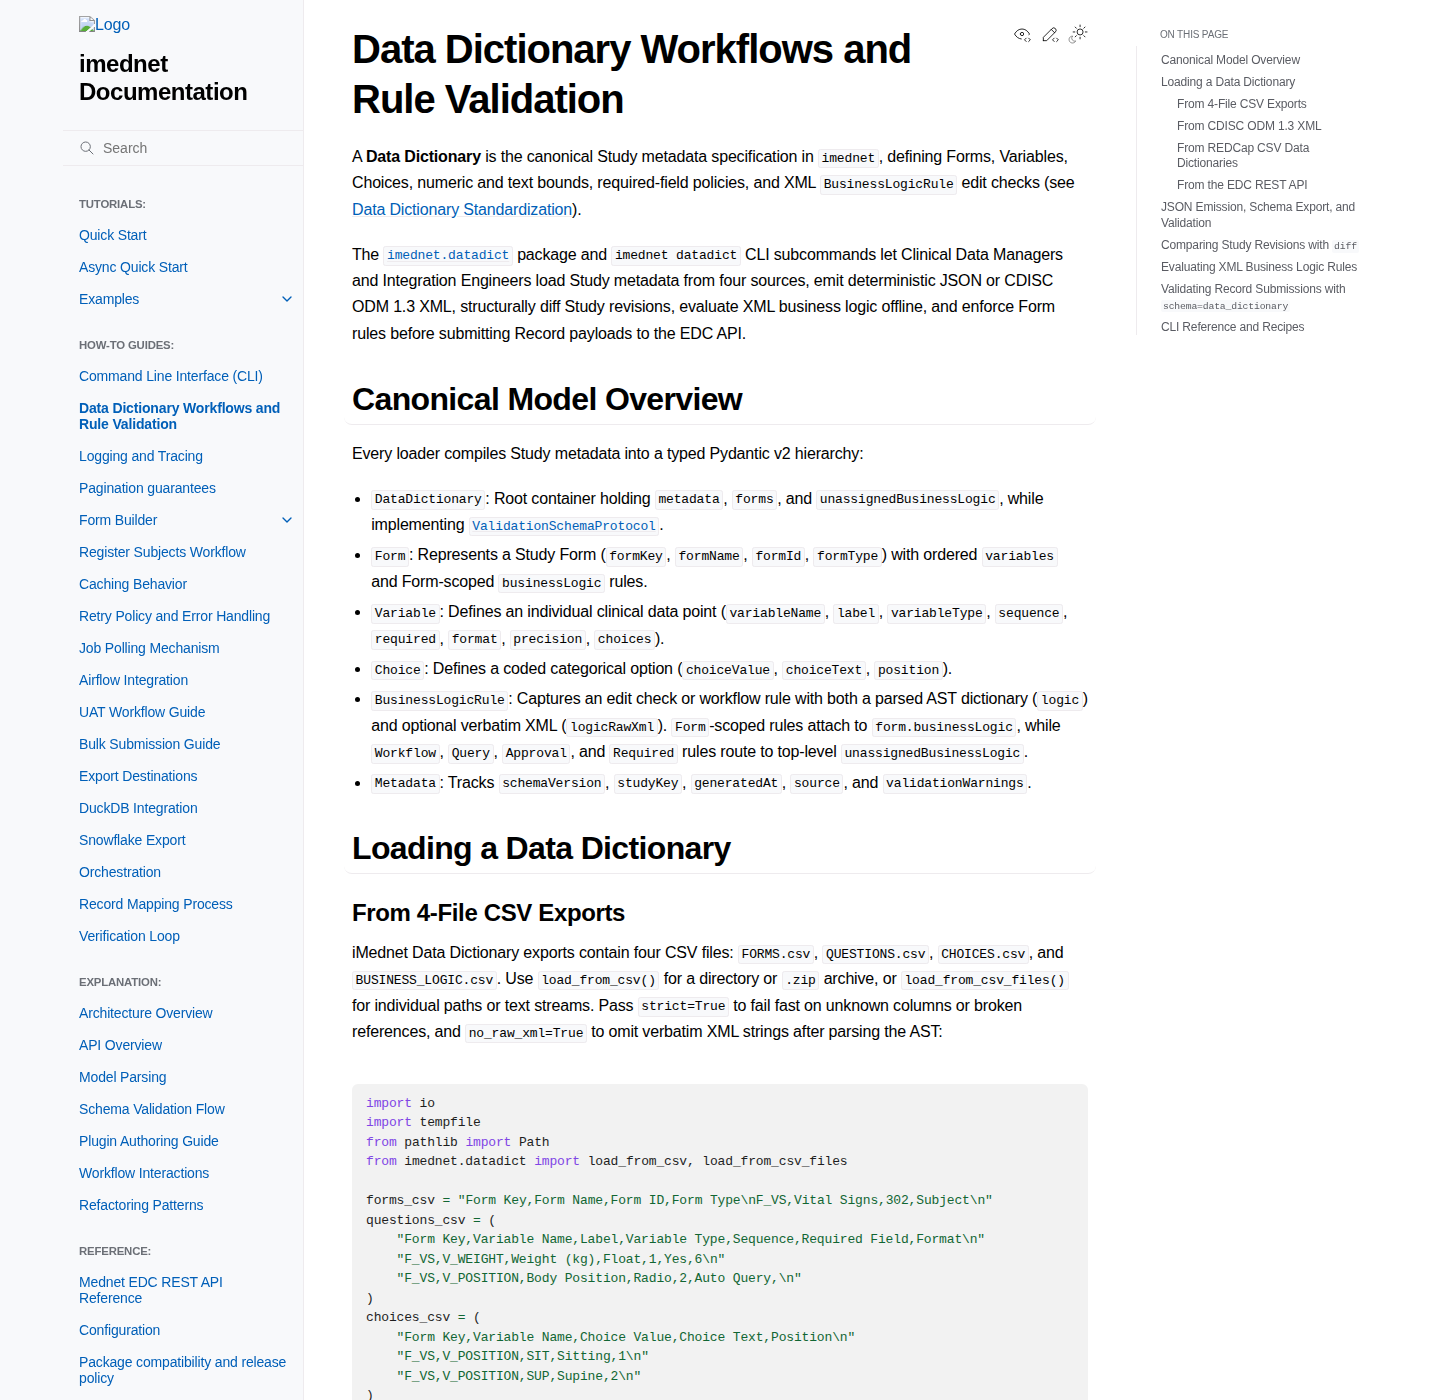 Logo
imednet
Documentation
Search
TUTORIALS:
Quick Start
Async Quick Start
Examples
HOW-TO GUIDES:
Command Line Interface (CLI)
Data Dictionary Workflows and
Rule Validation
Logging and Tracing
Pagination guarantees
Form Builder
Register Subjects Workflow
Caching Behavior
Retry Policy and Error Handling
Job Polling Mechanism
Airflow Integration
UAT Workflow Guide
Bulk Submission Guide
Export Destinations
DuckDB Integration
Snowflake Export
Orchestration
Record Mapping Process
Verification Loop
EXPLANATION:
Architecture Overview
API Overview
Model Parsing
Schema Validation Flow
Plugin Authoring Guide
Workflow Interactions
Refactoring Patterns
REFERENCE:
Mednet EDC REST API
Reference
Configuration
Package compatibility and release
policy
Data Dictionary Workflows and
Rule Validation
A Data Dictionary is the canonical Study metadata specification in imednet, defining Forms, Variables,
Choices, numeric and text bounds, required-field policies, and XML BusinessLogicRule edit checks (see
Data Dictionary Standardization).
The imednet.datadict package and imednet datadict CLI subcommands let Clinical Data Managers
and Integration Engineers load Study metadata from four sources, emit deterministic JSON or CDISC
ODM 1.3 XML, structurally diff Study revisions, evaluate XML business logic offline, and enforce Form
rules before submitting Record payloads to the EDC API.
Canonical Model Overview
Every loader compiles Study metadata into a typed Pydantic v2 hierarchy:
• DataDictionary: Root container holding metadata, forms, and unassignedBusinessLogic, while
implementing ValidationSchemaProtocol.
• Form: Represents a Study Form (formKey, formName, formId, formType) with ordered variables
and Form-scoped businessLogic rules.
• Variable: Defines an individual clinical data point (variableName, label, variableType, sequence,
required, format, precision, choices).
• Choice: Defines a coded categorical option (choiceValue, choiceText, position).
• BusinessLogicRule: Captures an edit check or workflow rule with both a parsed AST dictionary (logic)
and optional verbatim XML (logicRawXml). Form-scoped rules attach to form.businessLogic, while
Workflow, Query, Approval, and Required rules route to top-level unassignedBusinessLogic.
• Metadata: Tracks schemaVersion, studyKey, generatedAt, source, and validationWarnings.
Loading a Data Dictionary
From 4-File CSV Exports
iMednet Data Dictionary exports contain four CSV files: FORMS.csv, QUESTIONS.csv, CHOICES.csv, and
BUSINESS_LOGIC.csv. Use load_from_csv() for a directory or .zip archive, or load_from_csv_files()
for individual paths or text streams. Pass strict=True to fail fast on unknown columns or broken
references, and no_raw_xml=True to omit verbatim XML strings after parsing the AST:
import io
import tempfile
from pathlib import Path
from imednet.datadict import load_from_csv, load_from_csv_files
forms_csv = "Form Key,Form Name,Form ID,Form Type\nF_VS,Vital Signs,302,Subject\n"
questions_csv = (
    "Form Key,Variable Name,Label,Variable Type,Sequence,Required Field,Format\n"
    "F_VS,V_WEIGHT,Weight (kg),Float,1,Yes,6\n"
    "F_VS,V_POSITION,Body Position,Radio,2,Auto Query,\n"
)
choices_csv = (
    "Form Key,Variable Name,Choice Value,Choice Text,Position\n"
    "F_VS,V_POSITION,SIT,Sitting,1\n"
    "F_VS,V_POSITION,SUP,Supine,2\n"
)
ON THIS PAGE
Canonical Model Overview
Loading a Data Dictionary
From 4-File CSV Exports
From CDISC ODM 1.3 XML
From REDCap CSV Data
Dictionaries
From the EDC REST API
JSON Emission, Schema Export, and
Validation
Comparing Study Revisions with diff
Evaluating XML Business Logic Rules
Validating Record Submissions with
schema=data_dictionary
CLI Reference and Recipes